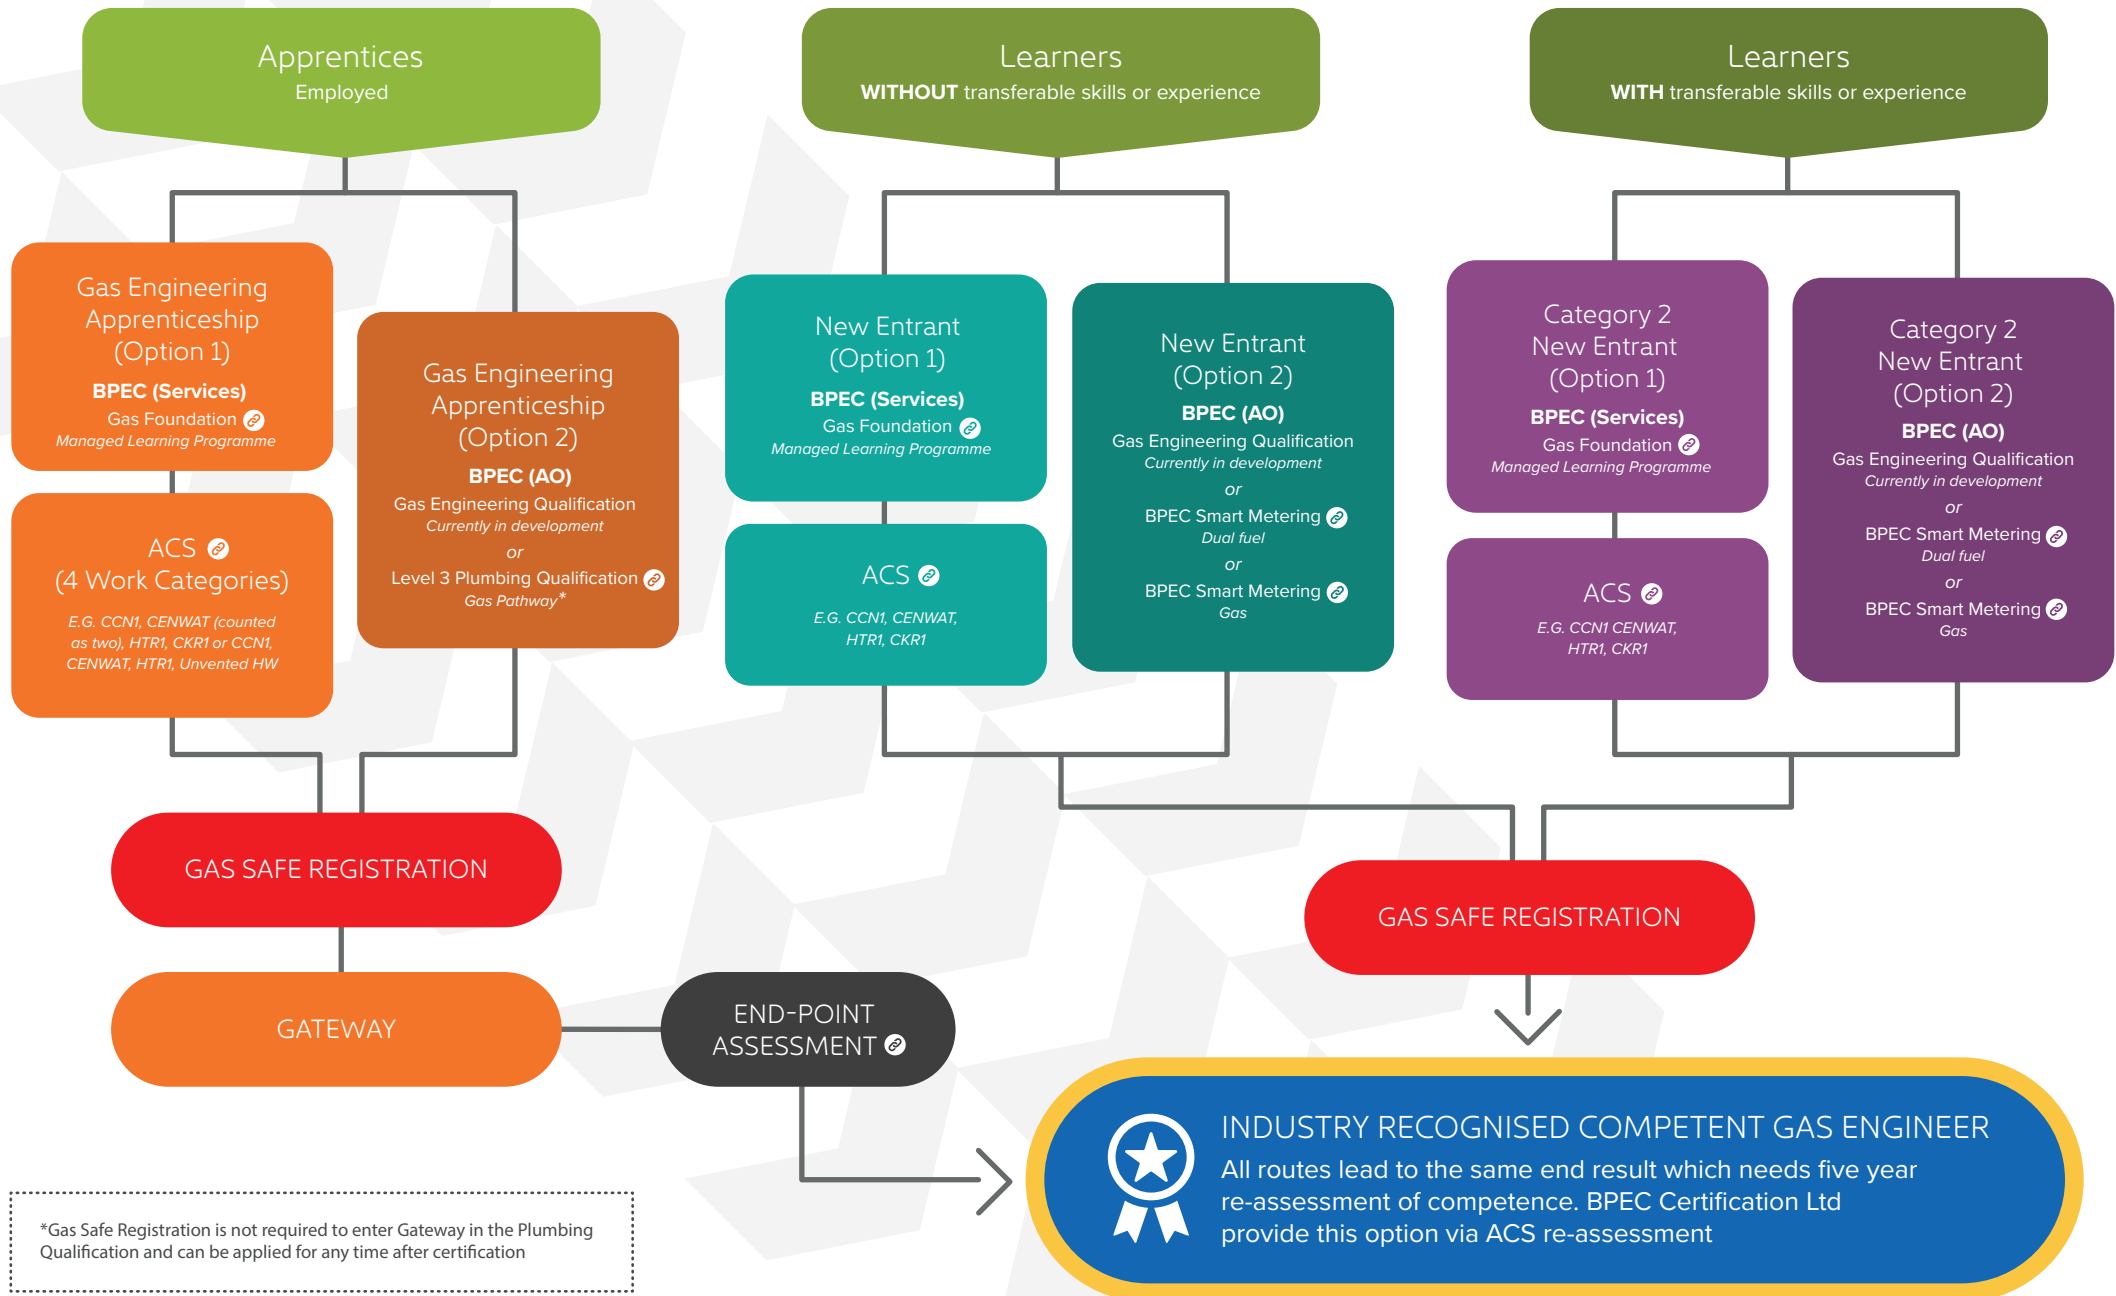 Apprentices
Employed
Learners
WITHOUT transferable skills or experience
Learners
WITH transferable skills or experience
Gas Engineering
Apprenticeship
(Option 1)
BPEC (Services)
Gas Foundation
Managed Learning Programme
ACS
(4 Work Categories)
E.G. CCN1, CENWAT (counted
as two), HTR1, CKR1 or CCN1,
CENWAT, HTR1, Unvented HW
Gas Engineering
Apprenticeship
(Option 2)
BPEC (AO)
Gas Engineering Qualification
Currently in development
or
Level 3 Plumbing Qualification
Gas Pathway*
New Entrant
(Option 1)
BPEC (Services)
Gas Foundation
Managed Learning Programme
ACS
E.G. CCN1, CENWAT,
HTR1, CKR1
New Entrant
(Option 2)
BPEC (AO)
Gas Engineering Qualification
Currently in development
or
BPEC Smart Metering
Dual fuel
or
BPEC Smart Metering
Gas
Category 2
New Entrant
(Option 1)
BPEC (Services)
Gas Foundation
Managed Learning Programme
ACS
E.G. CCN1 CENWAT,
HTR1, CKR1
Category 2
New Entrant
(Option 2)
BPEC (AO)
Gas Engineering Qualification
Currently in development
or
BPEC Smart Metering
Dual fuel
or
BPEC Smart Metering
Gas
GAS SAFE REGISTRATION
GATEWAY
END-POINT
ASSESSMENT
GAS SAFE REGISTRATION
INDUSTRY RECOGNISED COMPETENT GAS ENGINEER
All routes lead to the same end result which needs five year
re-assessment of competence. BPEC Certification Ltd
provide this option via ACS re-assessment
*Gas Safe Registration is not required to enter Gateway in the Plumbing
Qualification and can be applied for any time after certification